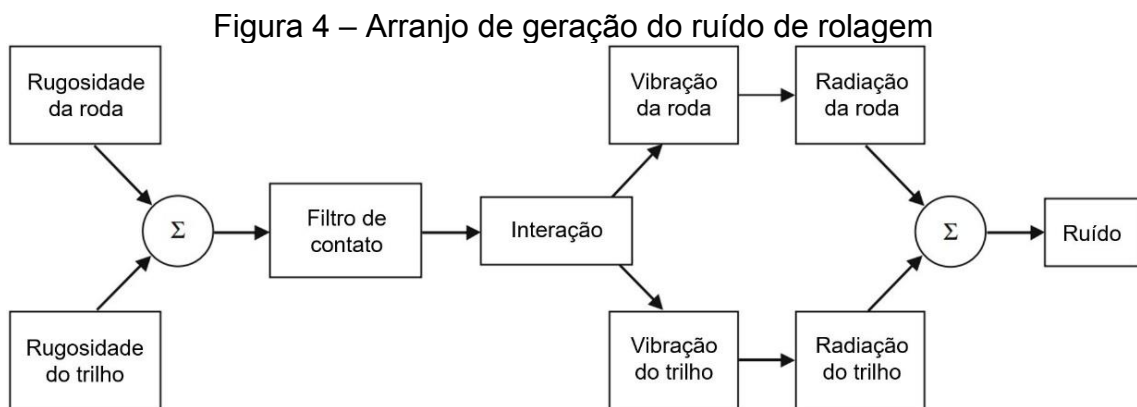 Figura 4 – Arranjo de geração do ruído de rolagem
Rugosidade
da roda
Vibração
da roda
Radiação
da roda
Σ
Filtro de
contato
Interação
Σ
Ruído
Rugosidade
do trilho
Vibração
do trilho
Radiação
do trilho